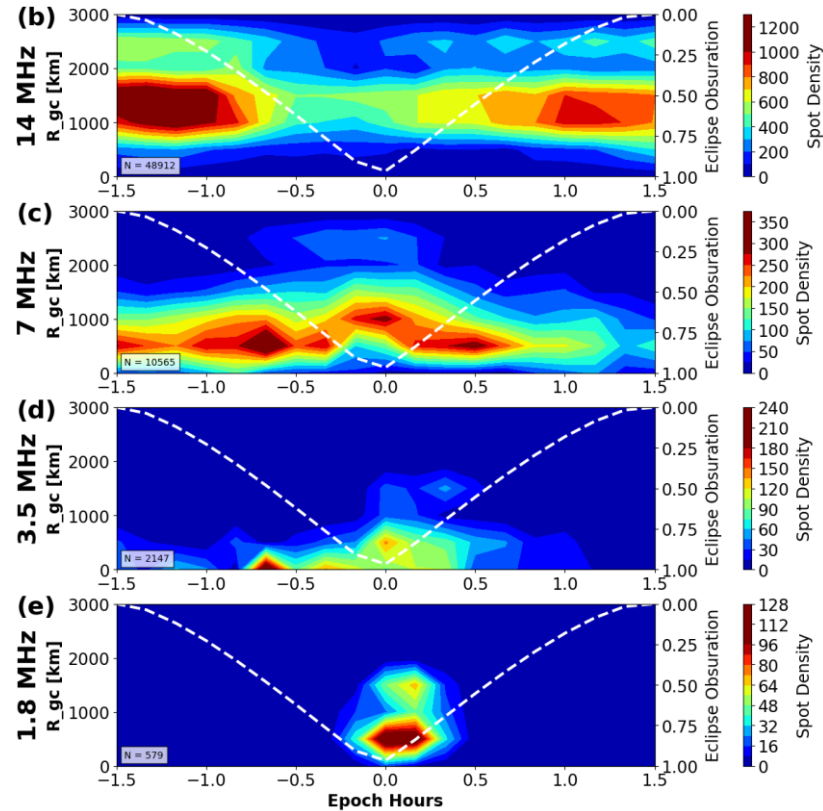 (b)
14 MHz
R_gc [km]
3000
2000
1000
0
N = 48912
−1.5 −1.0 −0.5 0.0 0.5 1.0 1.5
0.00
0.25
0.50
0.75
1.00
Eclipse Obsuration
1200
1000
800
600
400
200
0
Spot Density
(c)
7 MHz
R_gc [km]
3000
2000
1000
0
N = 10565
−1.5 −1.0 −0.5 0.0 0.5 1.0 1.5
0.00
0.25
0.50
0.75
1.00
Eclipse Obsuration
350
300
250
200
150
100
50
0
Spot Density
(d)
3.5 MHz
R_gc [km]
3000
2000
1000
0
N = 2147
−1.5 −1.0 −0.5 0.0 0.5 1.0 1.5
0.00
0.25
0.50
0.75
1.00
Eclipse Obsuration
240
210
180
150
120
90
60
30
0
Spot Density
(e)
1.8 MHz
R_gc [km]
3000
2000
1000
0
N = 579
−1.5 −1.0 −0.5 0.0 0.5 1.0 1.5
Epoch Hours
0.00
0.25
0.50
0.75
1.00
Eclipse Obsuration
128
112
96
80
64
48
32
16
0
Spot Density